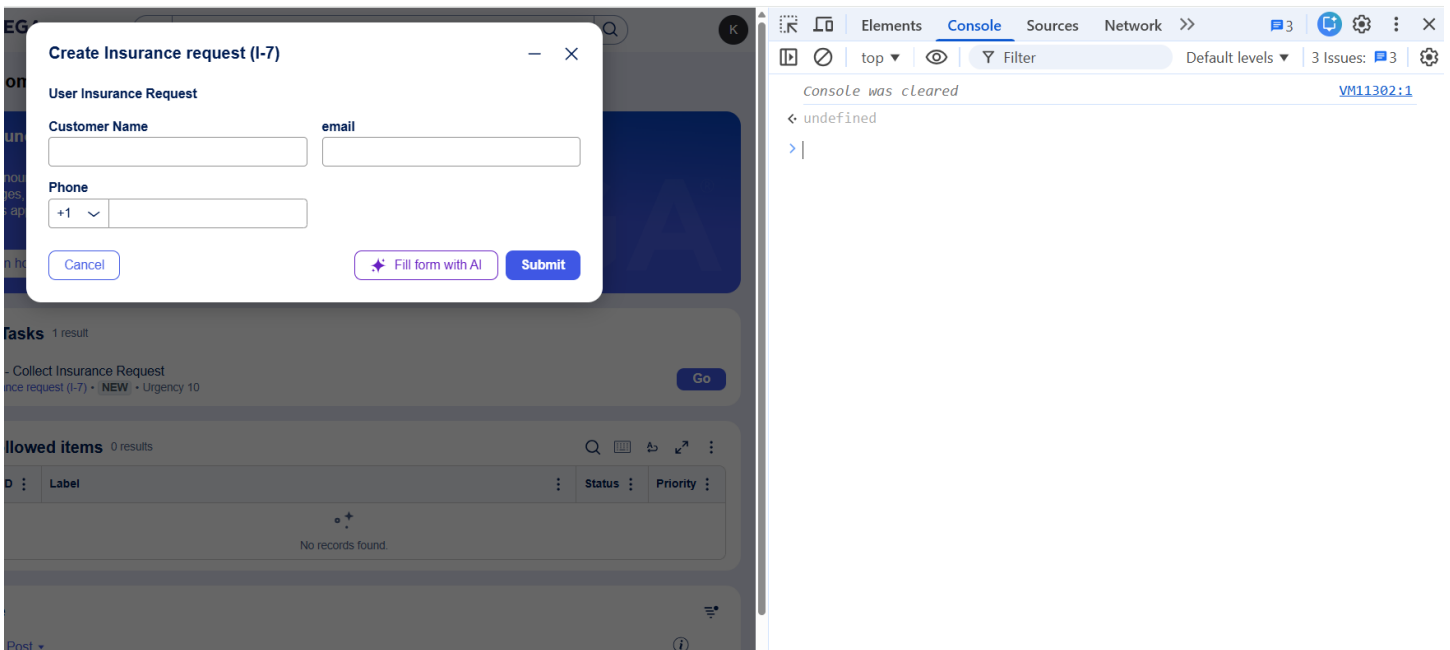 EGA
K
Create Insurance request (I-7)
User Insurance Request
Customer Name email
Phone
+1
Cancel Fill form with AI Submit
Tasks 1 result
- Collect Insurance Request
nce request (I-7) • NEW • Urgency 10
Go
llowed items 0 results
D Label Status Priority
No records found.
Post
Elements Console Sources Network 3
top Filter Default levels 3 Issues: 3
Console was cleared VM11302:1
undefined